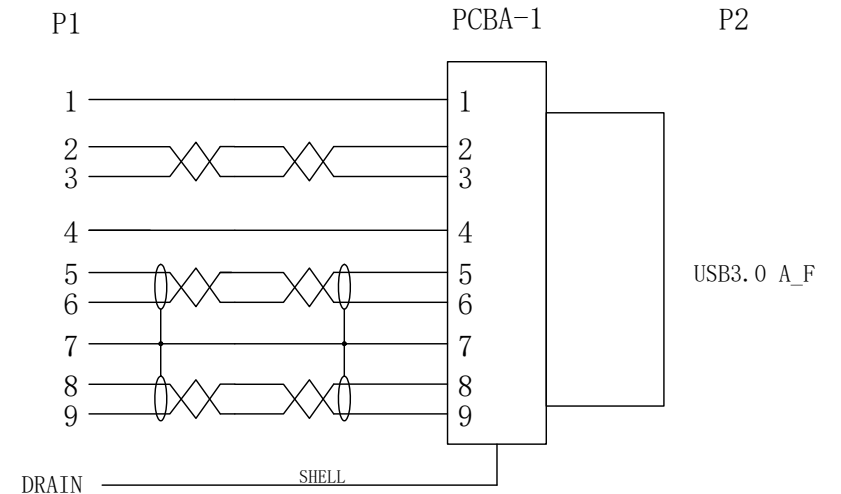 P1 PCBA-1 P2
1 1
2 2
3 3
4 4
5 5
USB3.0 A_F
6 6
7 7
8 8
9 9
SHELL
DRAIN